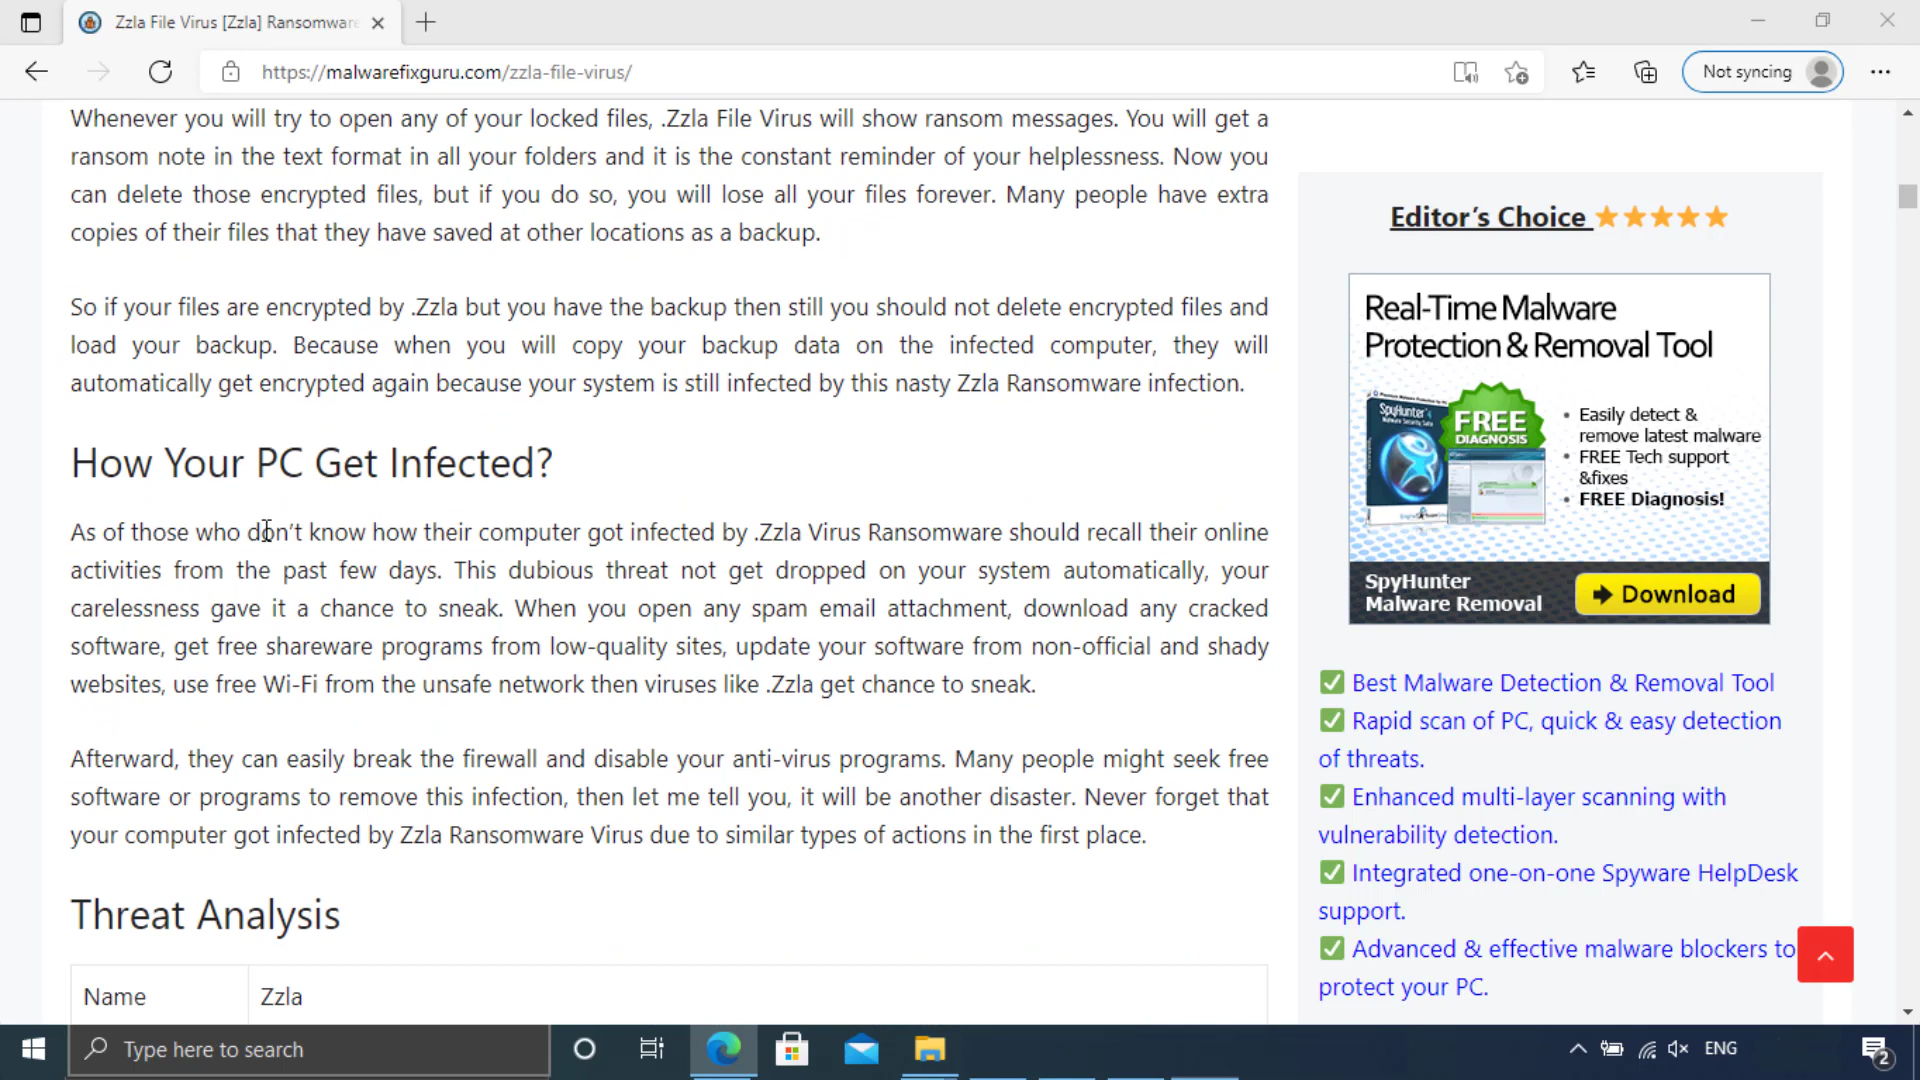 Zzla File Virus [Zzla] Ransomware
https://malwarefixguru.com/zzla-file-virus/
Not syncing
Whenever you will try to open any of your locked files, .Zzla File Virus will show ransom messages. You will get a
ransom note in the text format in all your folders and it is the constant reminder of your helplessness. Now you
can delete those encrypted files, but if you do so, you will lose all your files forever. Many people have extra
copies of their files that they have saved at other locations as a backup.
So if your files are encrypted by .Zzla but you have the backup then still you should not delete encrypted files and
load your backup. Because when you will copy your backup data on the infected computer, they will
automatically get encrypted again because your system is still infected by this nasty Zzla Ransomware infection.
How Your PC Get Infected?
As of those who don’t know how their computer got infected by .Zzla Virus Ransomware should recall their online
activities from the past few days. This dubious threat not get dropped on your system automatically, your
carelessness gave it a chance to sneak. When you open any spam email attachment, download any cracked
software, get free shareware programs from low-quality sites, update your software from non-official and shady
websites, use free Wi-Fi from the unsafe network then viruses like .Zzla get chance to sneak.
Afterward, they can easily break the firewall and disable your anti-virus programs. Many people might seek free
software or programs to remove this infection, then let me tell you, it will be another disaster. Never forget that
your computer got infected by Zzla Ransomware Virus due to similar types of actions in the first place.
Threat Analysis
Name Zzla
Editor’s Choice
Real-Time Malware
Protection & Removal Tool
SpyHunter
FREE
DIAGNOSIS
• Easily detect &
remove latest malware
• FREE Tech support
&fixes
• FREE Diagnosis!
SpyHunter
Malware Removal
Download
✅ Best Malware Detection & Removal Tool
✅ Rapid scan of PC, quick & easy detection
of threats.
✅ Enhanced multi-layer scanning with
vulnerability detection.
✅ Integrated one-on-one Spyware HelpDesk
support.
✅ Advanced & effective malware blockers to
protect your PC.
Type here to search
ENG
2